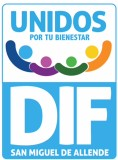 UNIDOS
POR TU BIENESTAR
DIF
SAN MIGUEL DE ALLENDE